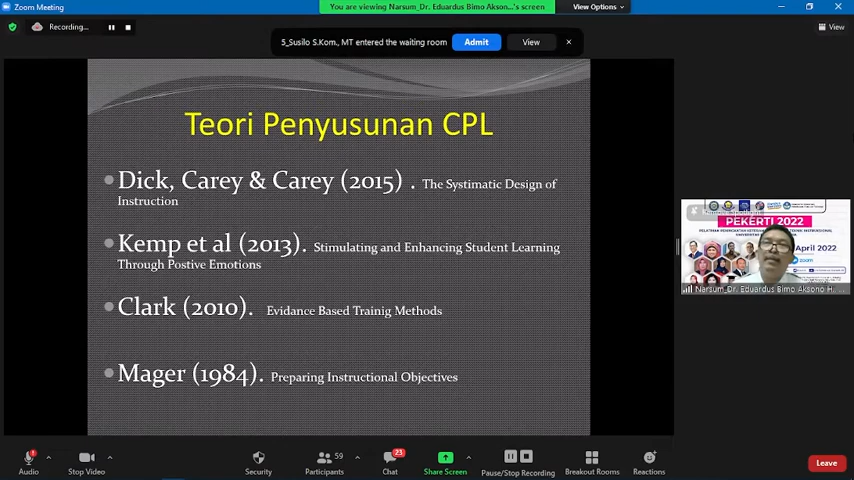 Zoom Meeting
You are viewing Narsum_Dr. Eduardus Bimo Akson...'s screen
View Options
Recording...
View
5_Susilo S.Kom., MT entered the waiting room
Admit
View
Teori Penyusunan CPL
Dick, Carey & Carey (2015) . The Systimatic Design of
Instruction
Kemp et al (2013). Stimulating and Enhancing Student Learning
Through Postive Emotions
Clark (2010). Evidence Based Trainig Methods
Mager (1984). Preparing Instructional Objectives
PEKERTI 2022
April 2022
zoom
Narsum_Dr. Eduardus Bimo Aksono H...
Audio
Stop Video
Security
59
Participants
23
Chat
Share Screen
Pause/Stop Recording
Breakout Rooms
Reactions
Leave